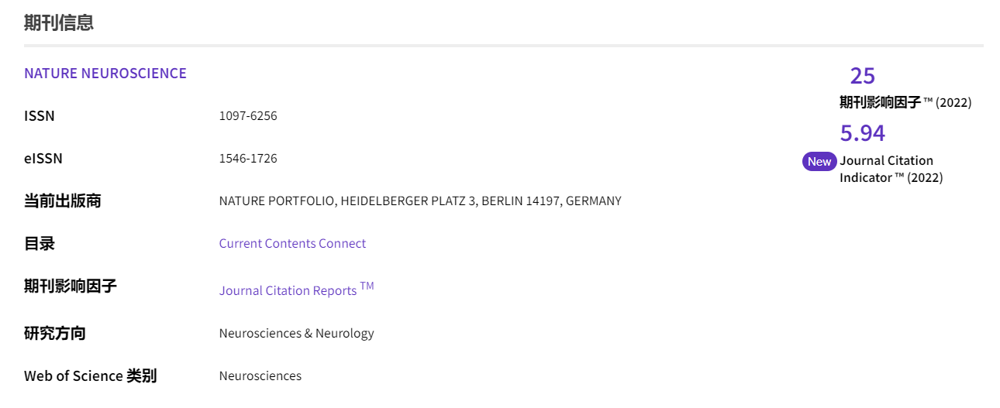 期刊信息
NATURE NEUROSCIENCE
ISSN 1097-6256
eISSN 1546-1726
当前出版商 NATURE PORTFOLIO, HEIDELBERGER PLATZ 3, BERLIN 14197, GERMANY
目录 Current Contents Connect
期刊影响因子 Journal Citation Reports TM
研究方向 Neurosciences & Neurology
Web of Science 类别 Neurosciences
25
期刊影响因子 ™ (2022)
5.94
New Journal Citation
Indicator ™ (2022)